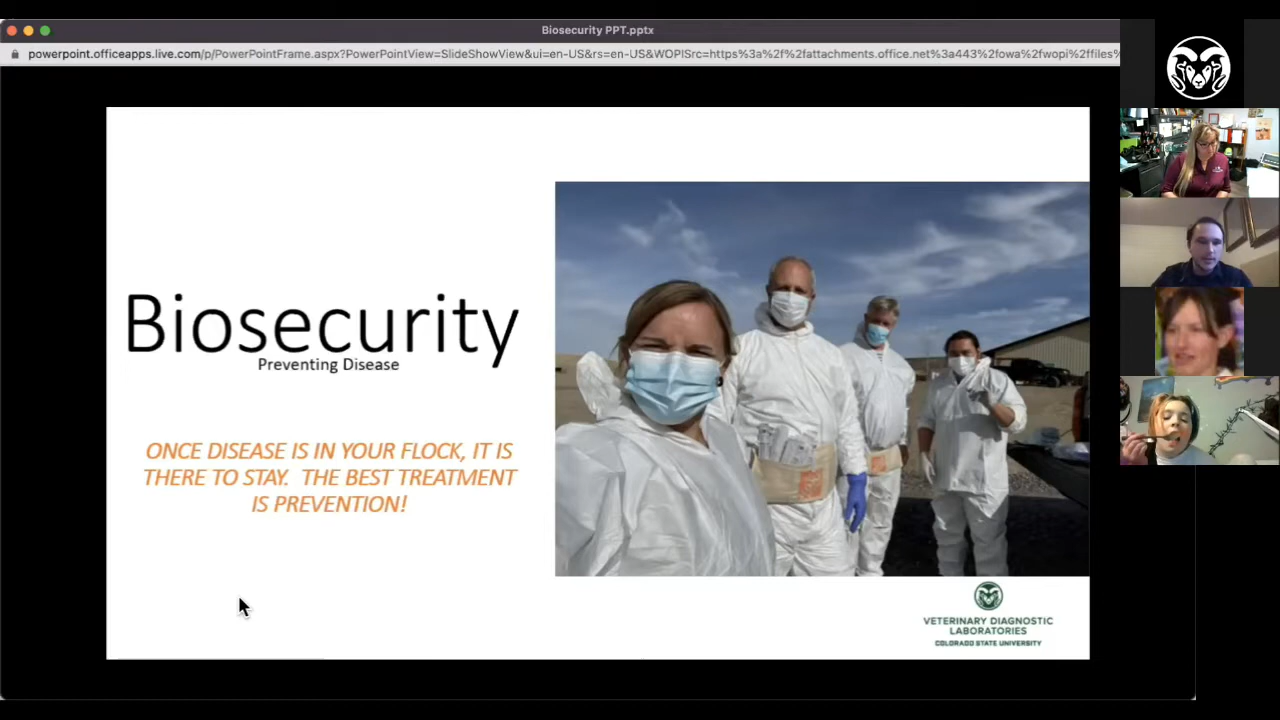 Biosecurity PPT.pptx
powerpoint.officeapps.live.com/p/PowerPointFrame.aspx?PowerPointView=SlideShowView&ui=en-US&rs=en-US&WOPISrc=https%3a%2f%2fattachments.office.net%3a443%2fowa%2fwopi%2ffiles%
Biosecurity
Preventing Disease
ONCE DISEASE IS IN YOUR FLOCK, IT IS
THERE TO STAY. THE BEST TREATMENT
IS PREVENTION!
VETERINARY DIAGNOSTIC
LABORATORIES
COLORADO STATE UNIVERSITY